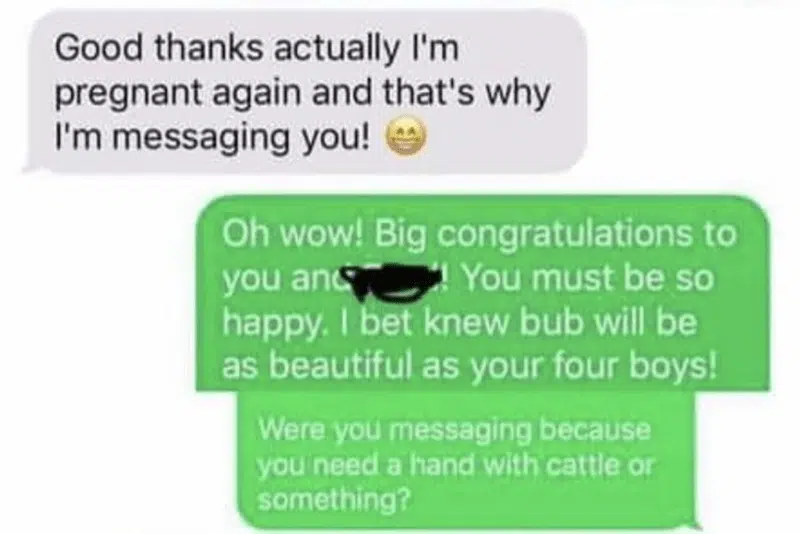 Good thanks actually I'm
pregnant again and that's why
I'm messaging you! 😁
Oh wow! Big congratulations to
you and ! You must be so
happy. I bet knew bub will be
as beautiful as your four boys!
Were you messaging because
you need a hand with cattle or
something?